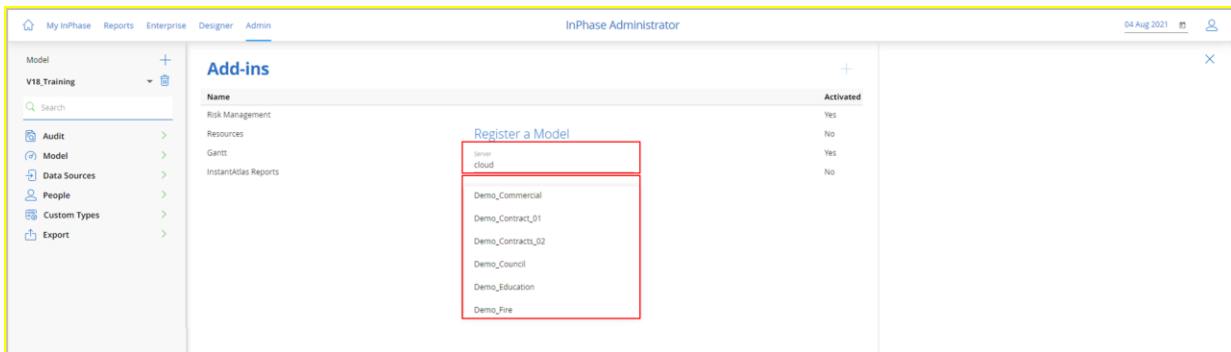 My InPhase Reports Enterprise Designer Admin InPhase Administrator 04 Aug 2021
Model
V18_Training
Search
Audit
Model
Data Sources
People
Custom Types
Export
Add-ins
Name Activated
Risk Management Yes
Resources No
Gantt Yes
InstantAtlas Reports No
Register a Model
Server
cloud
Demo_Commercial
Demo_Contract_01
Demo_Contracts_02
Demo_Council
Demo_Education
Demo_Fire